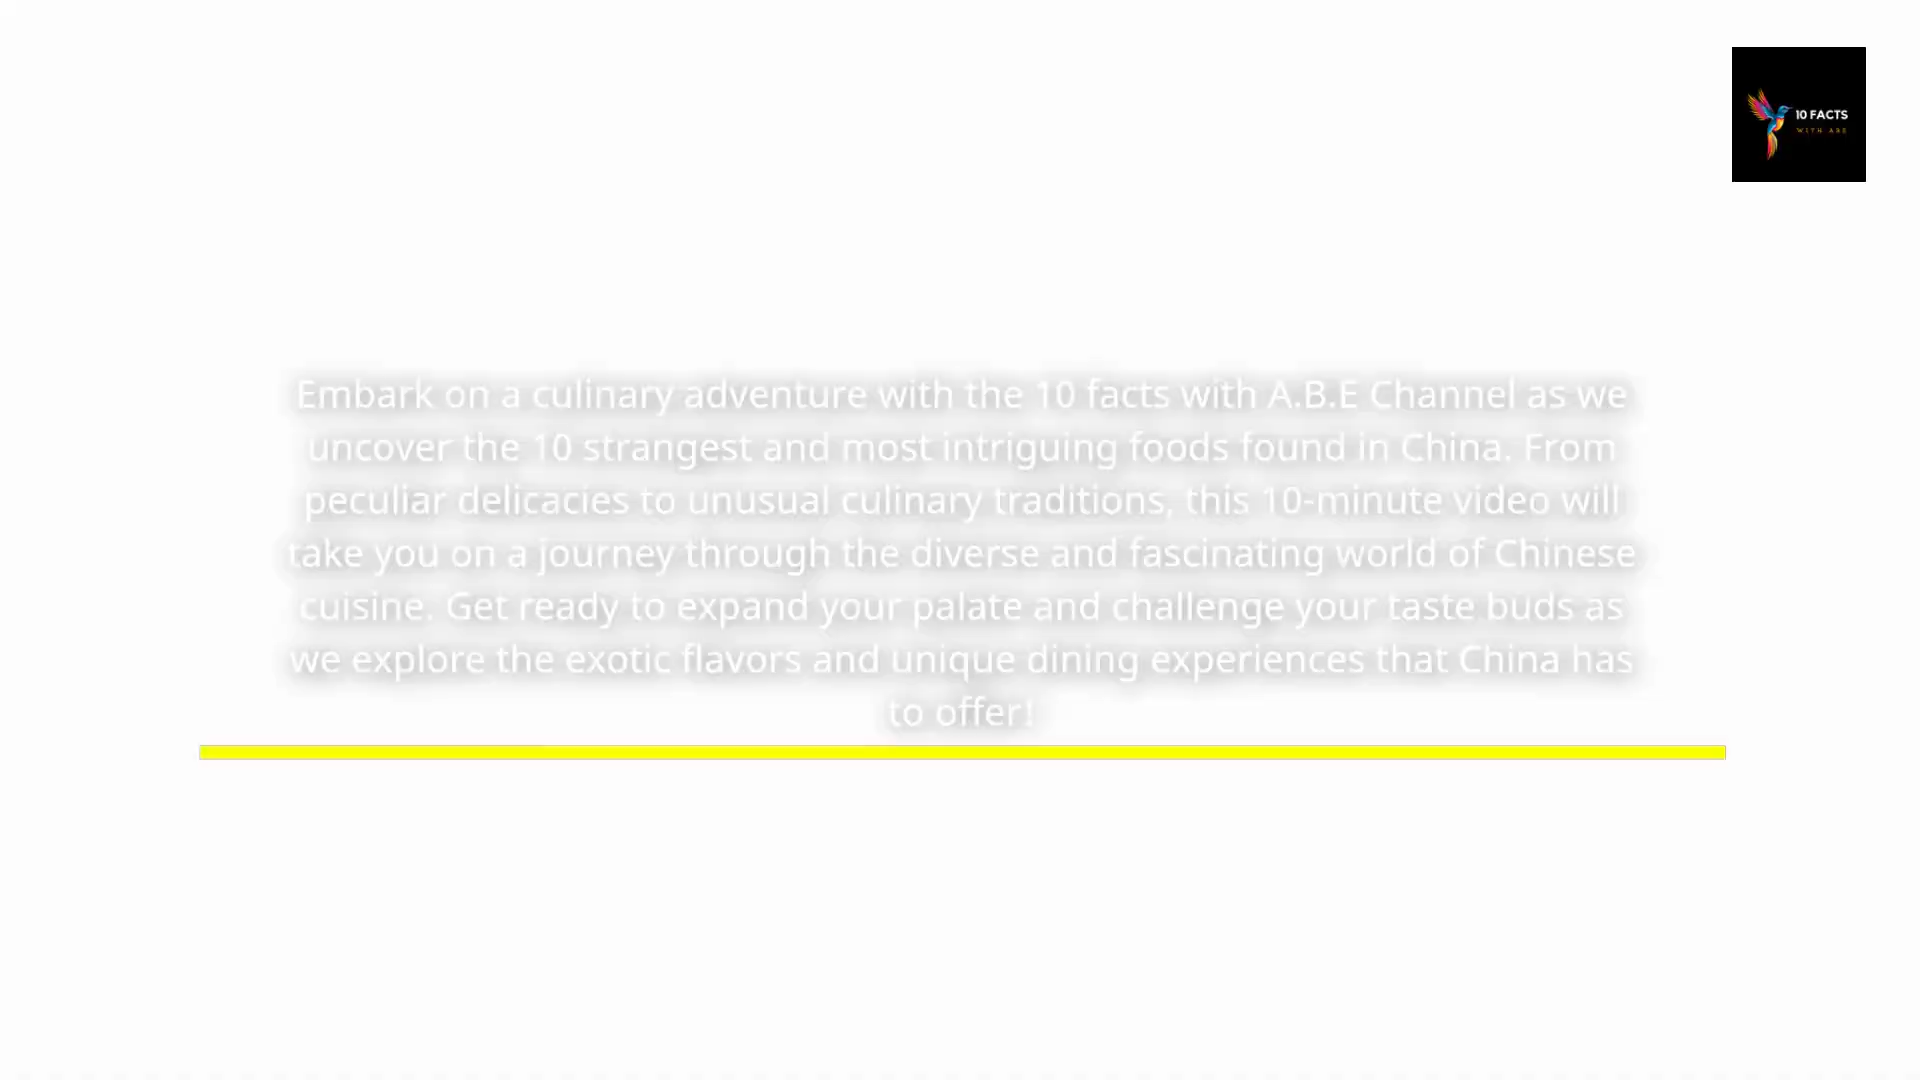 10 FACTS
WITH ABE
Embark on a culinary adventure with the 10 facts with A.B.E Channel as we
uncover the 10 strangest and most intriguing foods found in China. From
peculiar delicacies to unusual culinary traditions, this 10-minute video will
take you on a journey through the diverse and fascinating world of Chinese
cuisine. Get ready to expand your palate and challenge your taste buds as
we explore the exotic flavors and unique dining experiences that China has
to offer!